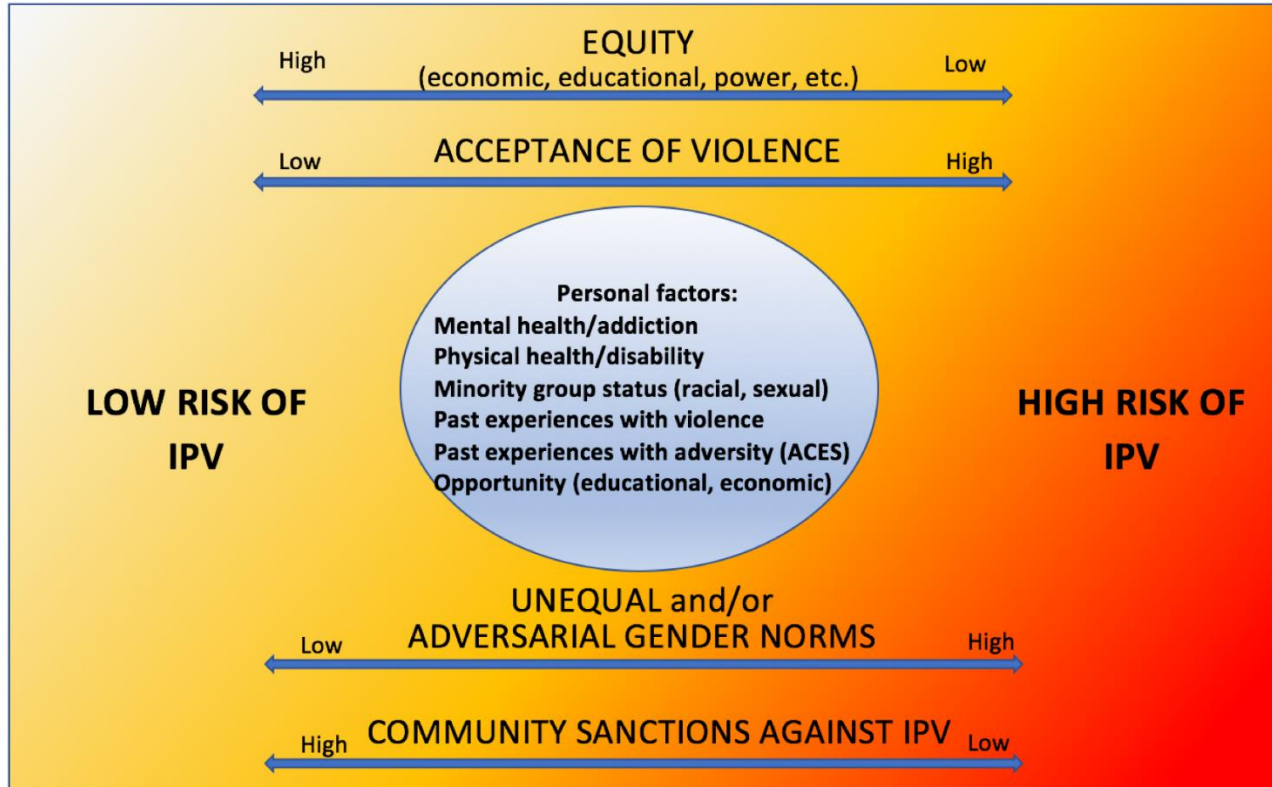 EQUITY
High
(economic, educational, power, etc.)
Low
ACCEPTANCE OF VIOLENCE
Low
High
Personal factors:
Mental health/addiction
Physical health/disability
Minority group status (racial, sexual)
Past experiences with violence
Past experiences with adversity (ACES)
Opportunity (educational, economic)
LOW RISK OF
IPV
HIGH RISK OF
IPV
UNEQUAL and/or
ADVERSARIAL GENDER NORMS
Low
High
COMMUNITY SANCTIONS AGAINST IPV
High
Low